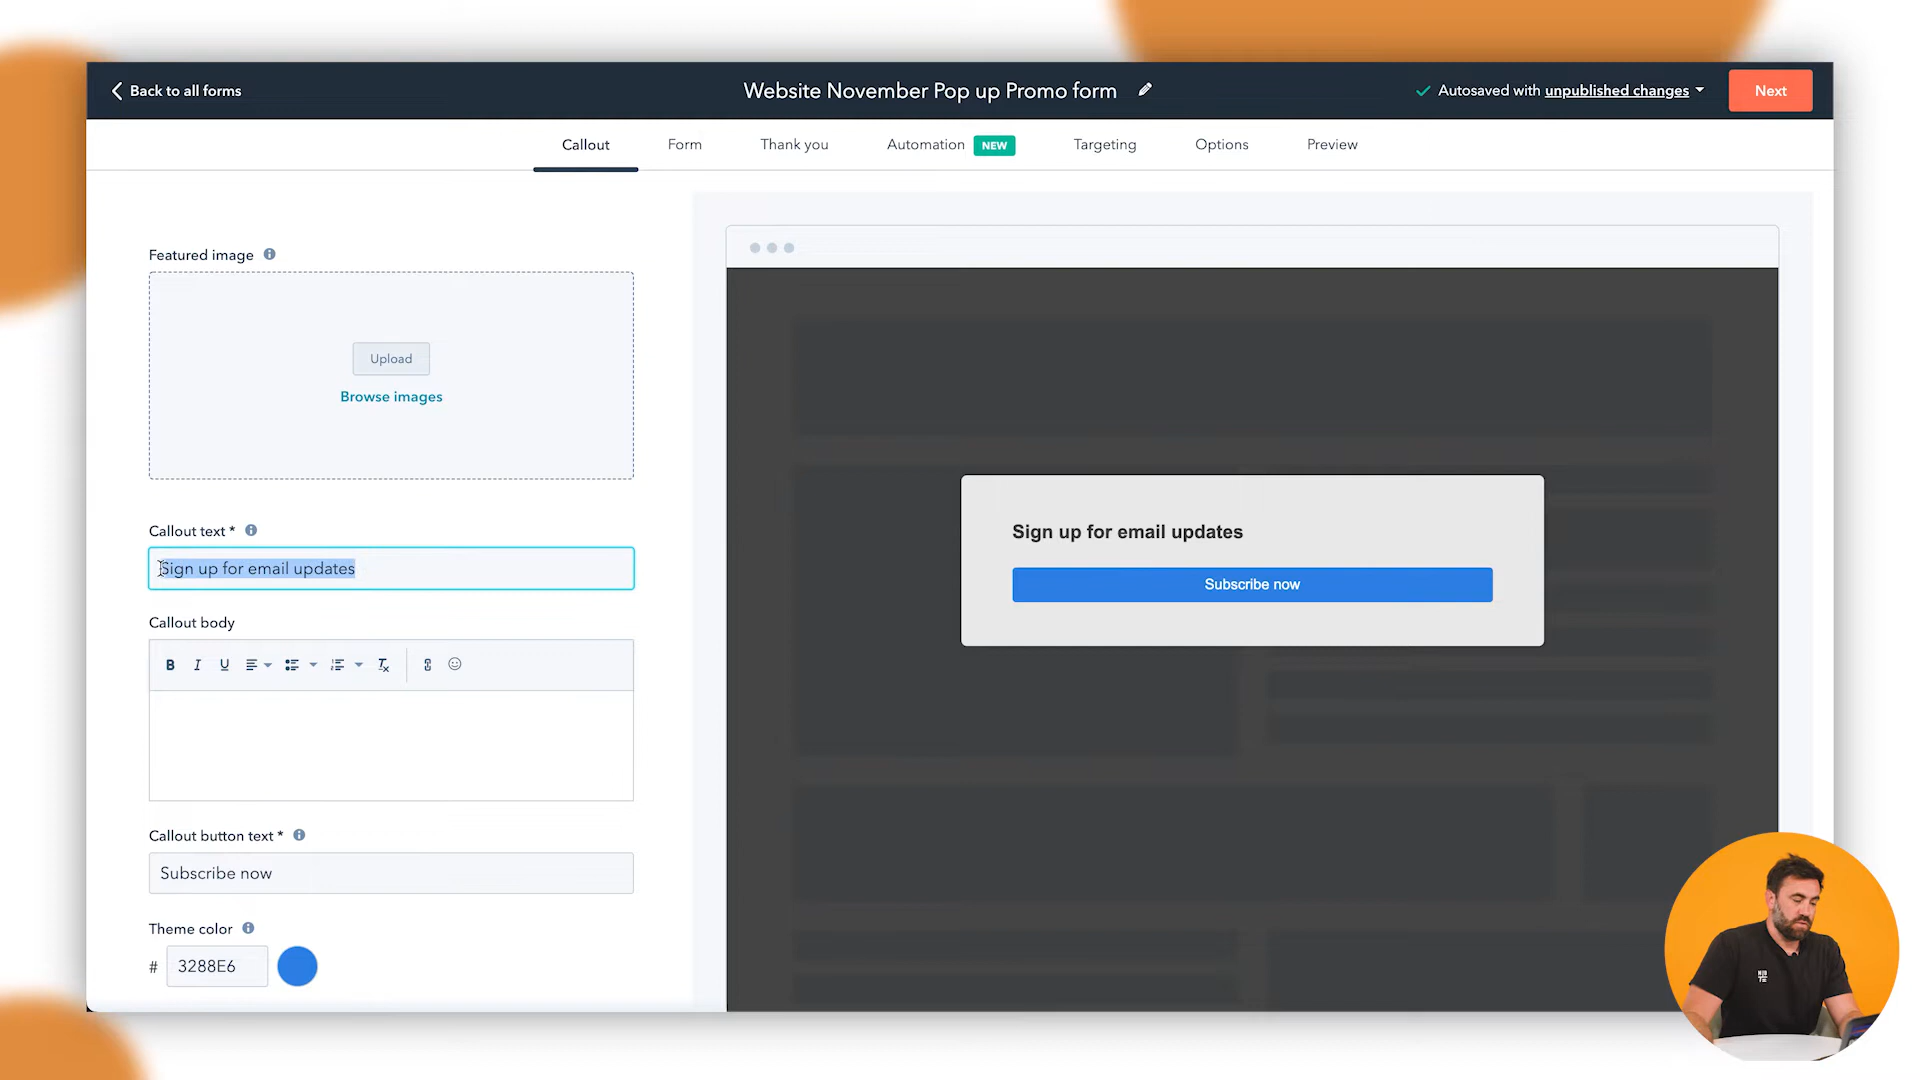 Back to all forms
Website November Pop up Promo form
Autosaved with unpublished changes
Next
Callout
Form
Thank you
Automation NEW
Targeting
Options
Preview
Featured image
Upload
Browse images
Callout text *
Sign up for email updates
Callout body
B I U
Callout button text *
Subscribe now
Theme color
# 3288E6
Sign up for email updates
Subscribe now